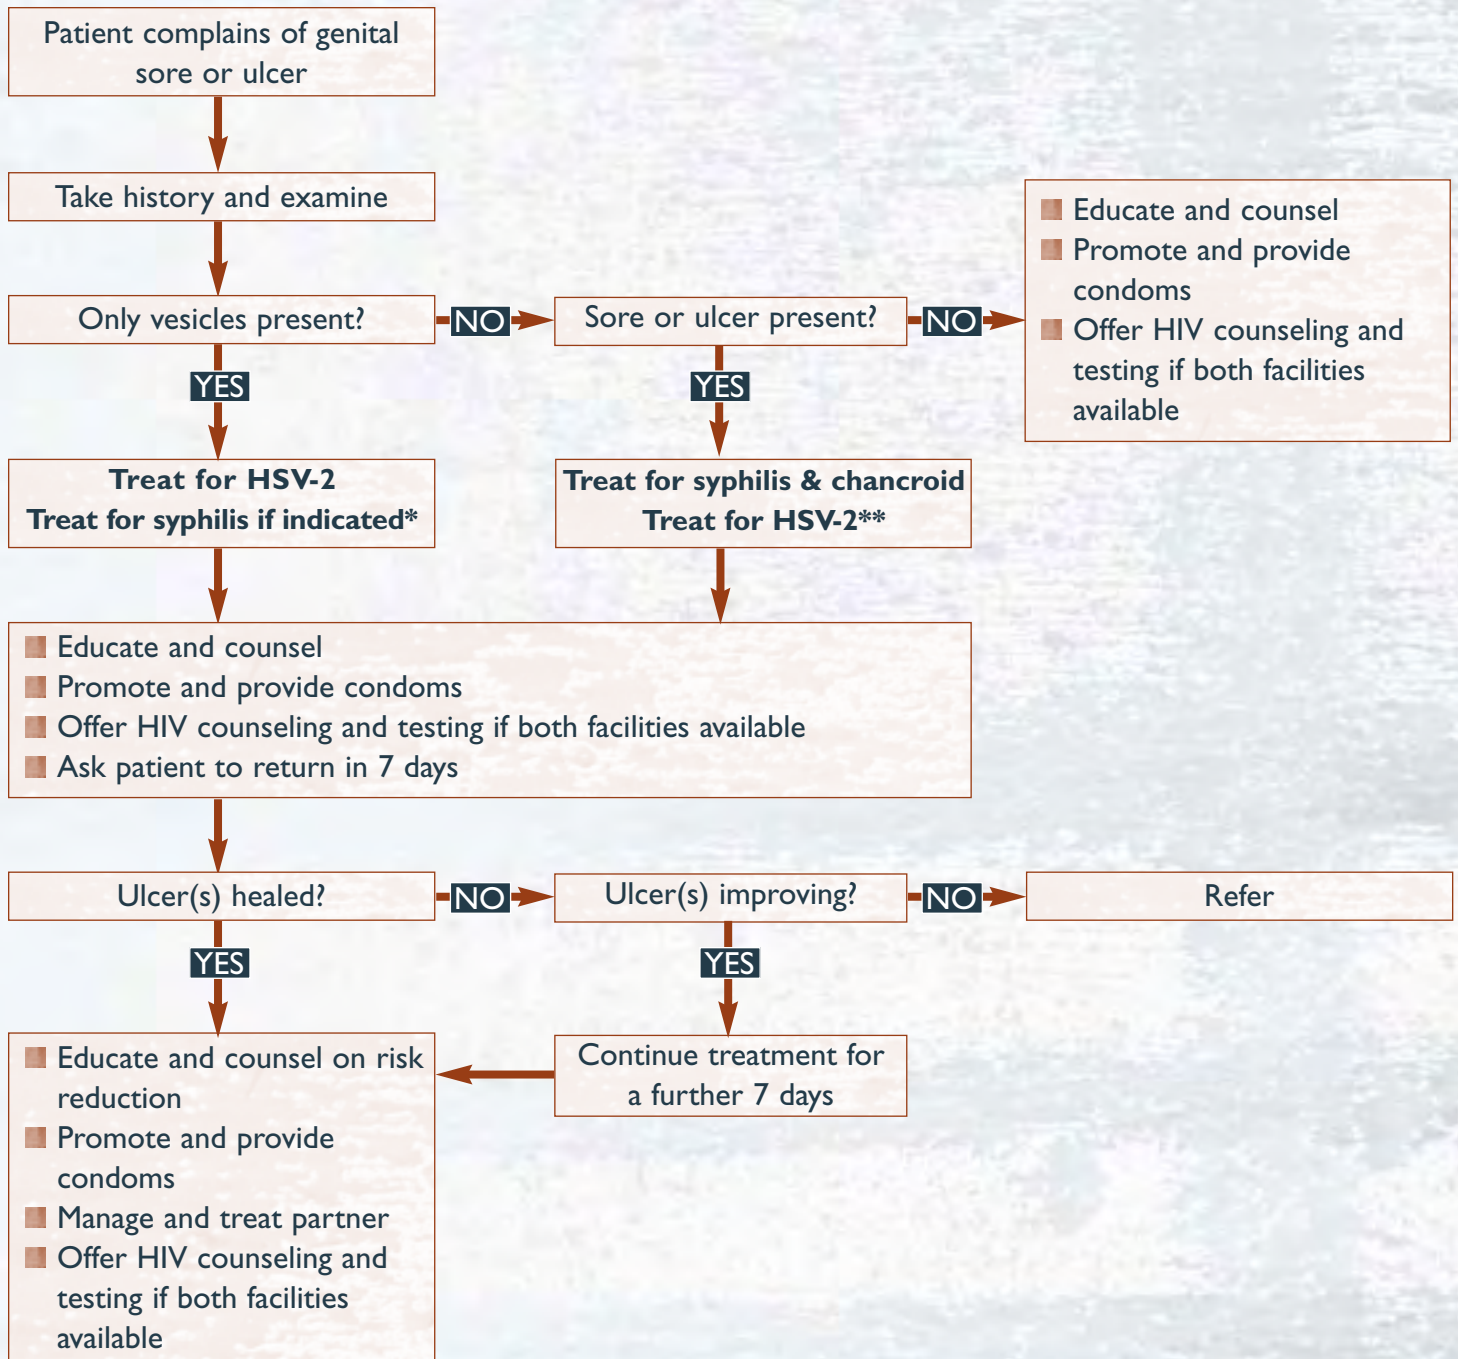 Patient complains of genital
sore or ulcer
Take history and examine
Only vesicles present?
NO
Sore or ulcer present?
NO
Educate and counsel
Promote and provide
condoms
Offer HIV counseling and
testing if both facilities
available
YES
YES
Treat for HSV-2
Treat for syphilis if indicated*
Treat for syphilis & chancroid
Treat for HSV-2**
Educate and counsel
Promote and provide condoms
Offer HIV counseling and testing if both facilities available
Ask patient to return in 7 days
Ulcer(s) healed?
NO
Ulcer(s) improving?
NO
Refer
YES
YES
Educate and counsel on risk
reduction
Promote and provide
condoms
Manage and treat partner
Offer HIV counseling and
testing if both facilities
available
Continue treatment for
a further 7 days